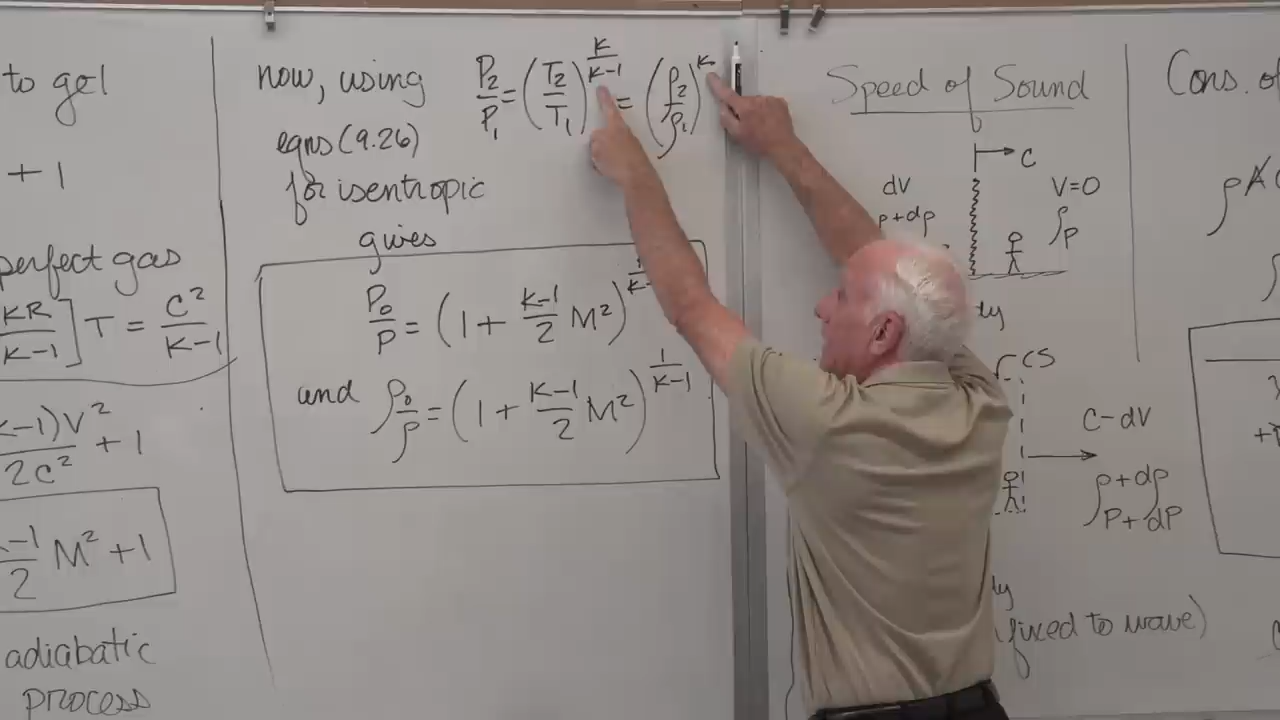 to get
+ 1
perfect gas
KR/K-1] T = C²/K-1
K-1)V²/2C² + 1
K-1/2 M² + 1
adiabatic
process
now, using P₂/P₁ = (T₂/T₁)^(K/K-1) = (ρ₂/ρ₁)^K
eqns (9.26)
for isentropic
gives
P₀/P = (1 + K-1/2 M²)
and ρ₀/ρ = (1 + K-1/2 M²)^(1/K-1)
Speed of Sound
→ C
dV V=0
P+dp ρ
P
CS
C-dV
ρ+dρ
P+dP
fixed to wave)
Cons. of
ρA